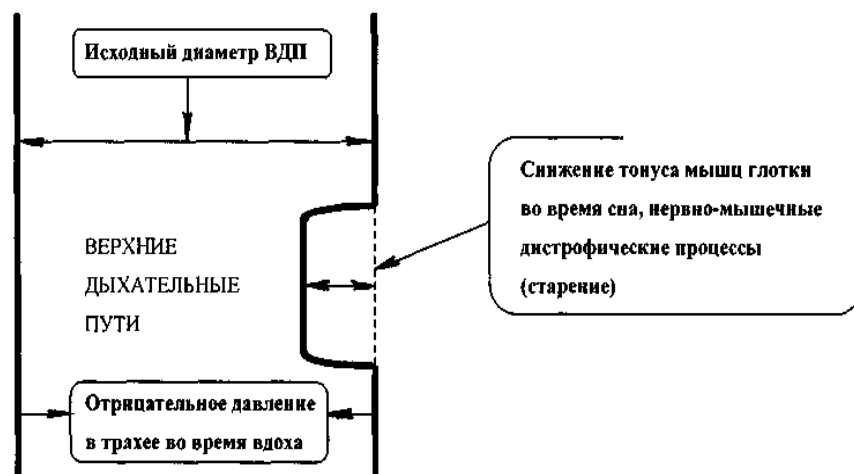 Исходный диаметр ВДП
Снижение тонуса мышц глотки
во время сна, нервно-мышечные
дистрофические процессы
(старение)
ВЕРХНИЕ
ДЫХАТЕЛЬНЫЕ
ПУТИ
Отрицательное давление
в трахее во время вдоха